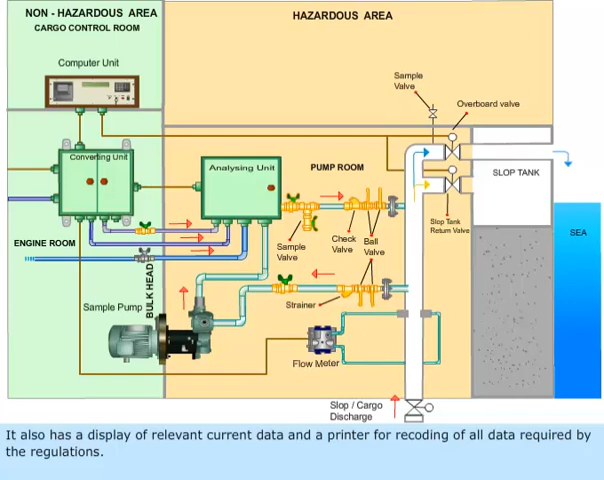 NON - HAZARDOUS AREA
CARGO CONTROL ROOM
HAZARDOUS AREA
Computer Unit
Sample
Valve
Overboard valve
Converting Unit
Analysing Unit
PUMP ROOM
SLOP TANK
Slop Tank
Return Valve
SEA
ENGINE ROOM
Sample
Valve
Check
Valve
Ball
Valve
BULK HEAD
Sample Pump
Strainer
Flow Meter
Slop / Cargo
Discharge
It also has a display of relevant current data and a printer for recoding of all data required by
the regulations.